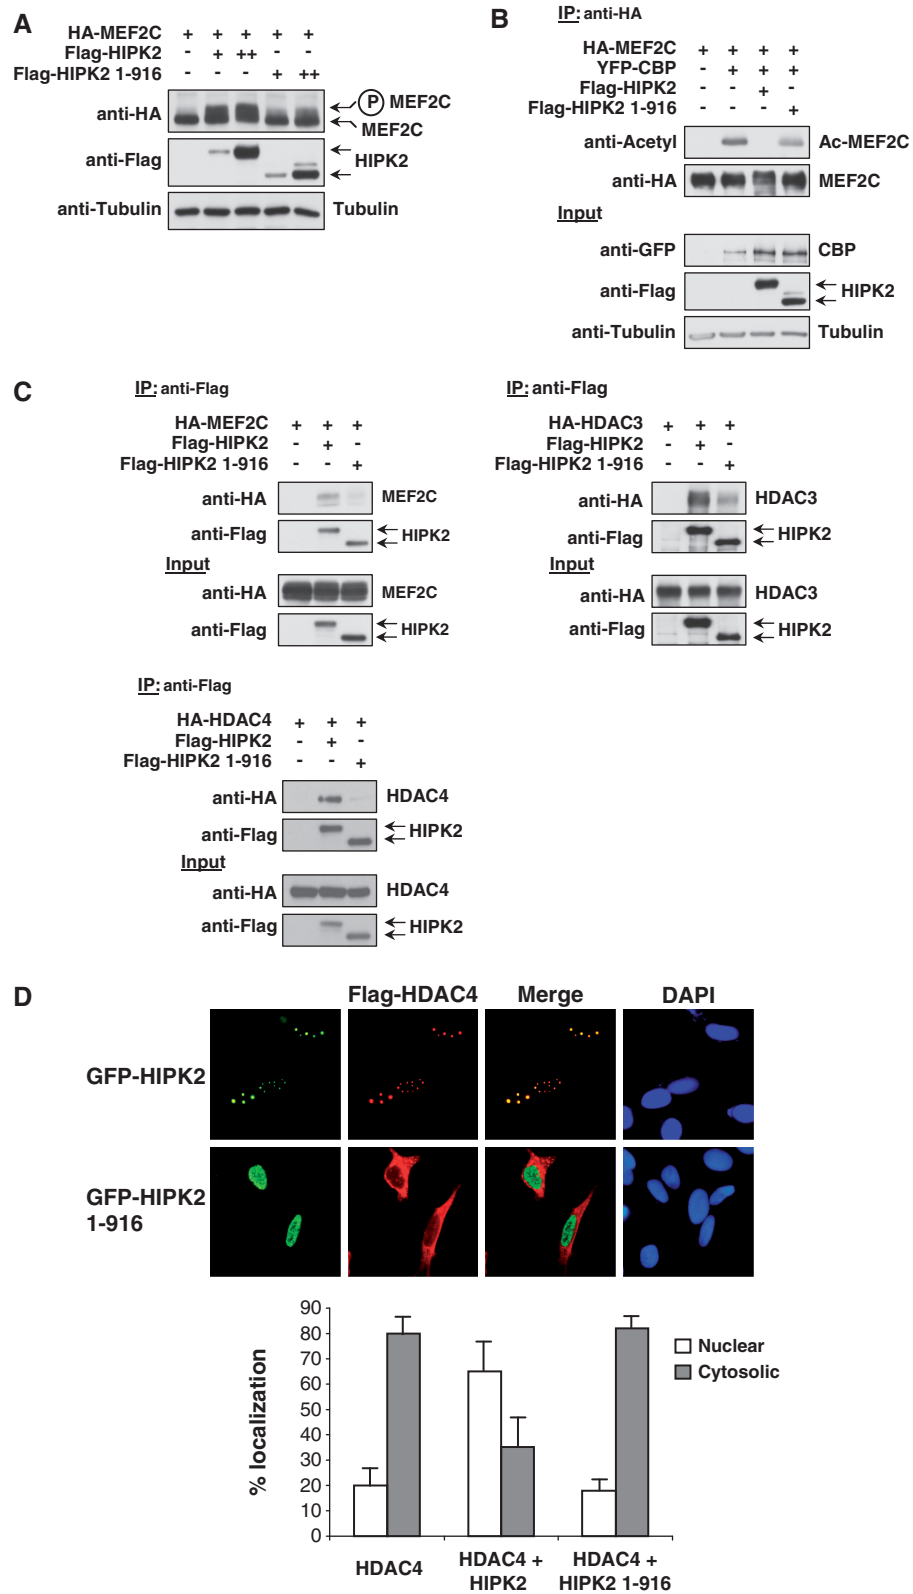 A
HA-MEF2C + + + + +
Flag-HIPK2 - + ++ - -
Flag-HIPK2 1-916 - - - + ++
anti-HA
P MEF2C
MEF2C
anti-Flag
HIPK2
anti-Tubulin
Tubulin
B
IP: anti-HA
HA-MEF2C + + + +
YFP-CBP - + + +
Flag-HIPK2 - - + -
Flag-HIPK2 1-916 - - - +
anti-Acetyl
Ac-MEF2C
anti-HA
MEF2C
Input
anti-GFP
CBP
anti-Flag
HIPK2
anti-Tubulin
Tubulin
C
IP: anti-Flag
HA-MEF2C + + +
Flag-HIPK2 - + -
Flag-HIPK2 1-916 - - +
anti-HA
MEF2C
anti-Flag
HIPK2
Input
anti-HA
MEF2C
anti-Flag
HIPK2
IP: anti-Flag
HA-HDAC3 + + +
Flag-HIPK2 - + -
Flag-HIPK2 1-916 - - +
anti-HA
HDAC3
anti-Flag
HIPK2
Input
anti-HA
HDAC3
anti-Flag
HIPK2
IP: anti-Flag
HA-HDAC4 + + +
Flag-HIPK2 - + -
Flag-HIPK2 1-916 - - +
anti-HA
HDAC4
anti-Flag
HIPK2
Input
anti-HA
HDAC4
anti-Flag
HIPK2
D
Flag-HDAC4 Merge DAPI
GFP-HIPK2
GFP-HIPK2
1-916
% localization
90
80
70
60
50
40
30
20
10
0
Nuclear
Cytosolic
HDAC4
HDAC4 +
HIPK2
HDAC4 +
HIPK2 1-916